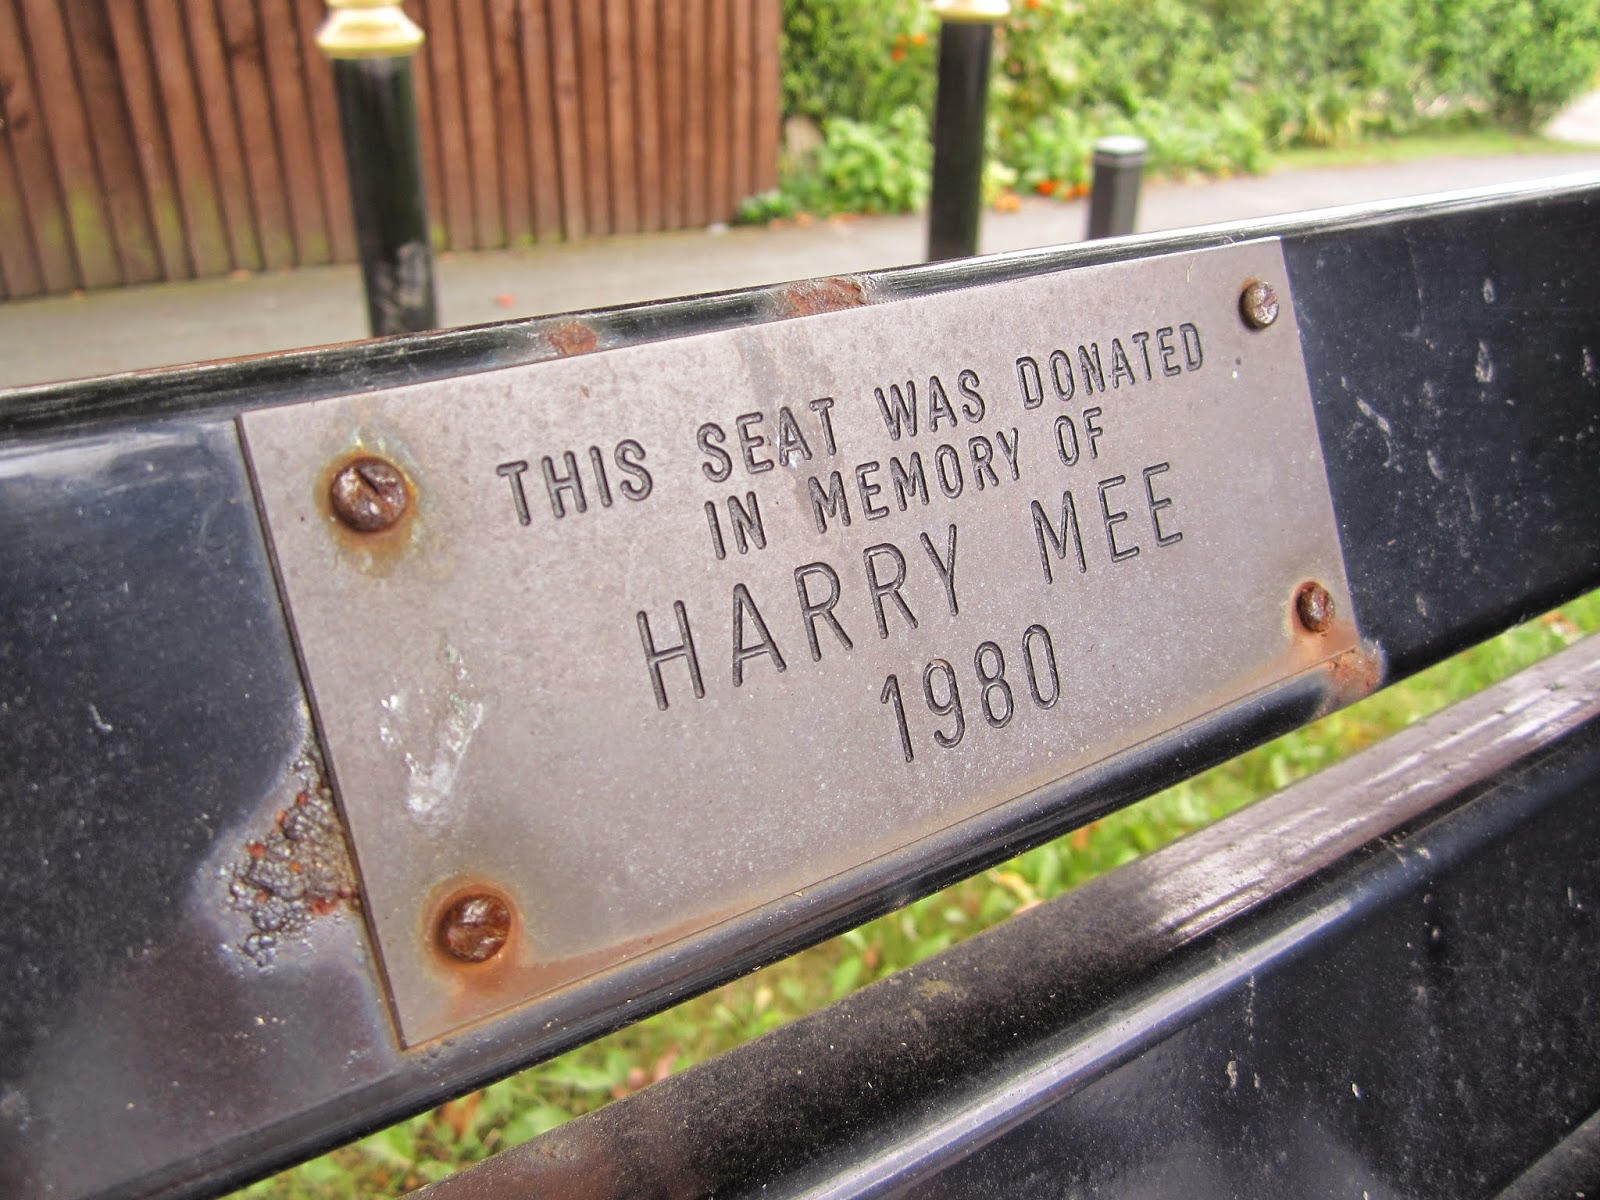 THIS SEAT WAS DONATED
IN MEMORY OF
HARRY MEE
1980